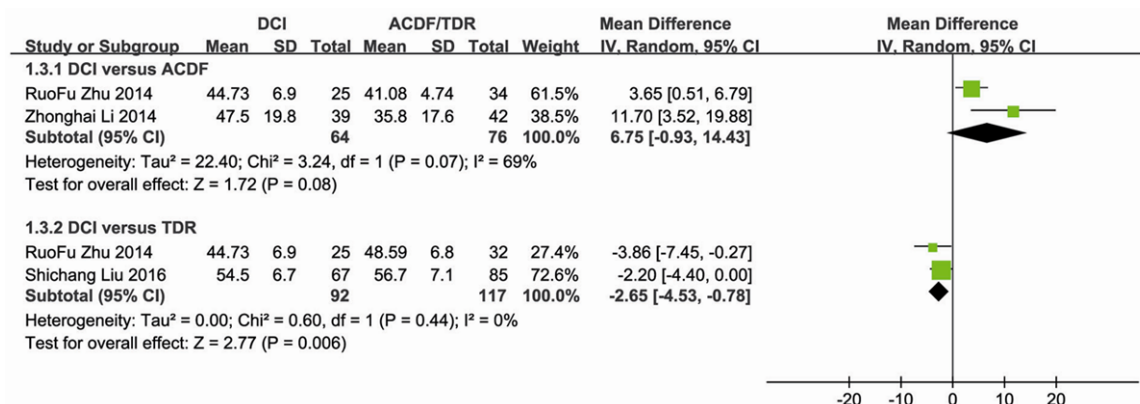 DCI ACDF/TDR Mean Difference Mean Difference
Study or Subgroup Mean SD Total Mean SD Total Weight IV, Random, 95% CI IV, Random, 95% CI
1.3.1 DCI versus ACDF
RuoFu Zhu 2014 44.73 6.9 25 41.08 4.74 34 61.5% 3.65 [0.51, 6.79]
Zhonghai Li 2014 47.5 19.8 39 35.8 17.6 42 38.5% 11.70 [3.52, 19.88]
Subtotal (95% CI) 64 76 100.0% 6.75 [-0.93, 14.43]
Heterogeneity: Tau² = 22.40; Chi² = 3.24, df = 1 (P = 0.07); I² = 69%
Test for overall effect: Z = 1.72 (P = 0.08)
1.3.2 DCI versus TDR
RuoFu Zhu 2014 44.73 6.9 25 48.59 6.8 32 27.4% -3.86 [-7.45, -0.27]
Shichang Liu 2016 54.5 6.7 67 56.7 7.1 85 72.6% -2.20 [-4.40, 0.00]
Subtotal (95% CI) 92 117 100.0% -2.65 [-4.53, -0.78]
Heterogeneity: Tau² = 0.00; Chi² = 0.60, df = 1 (P = 0.44); I² = 0%
Test for overall effect: Z = 2.77 (P = 0.006)
-20 -10 0 10 20